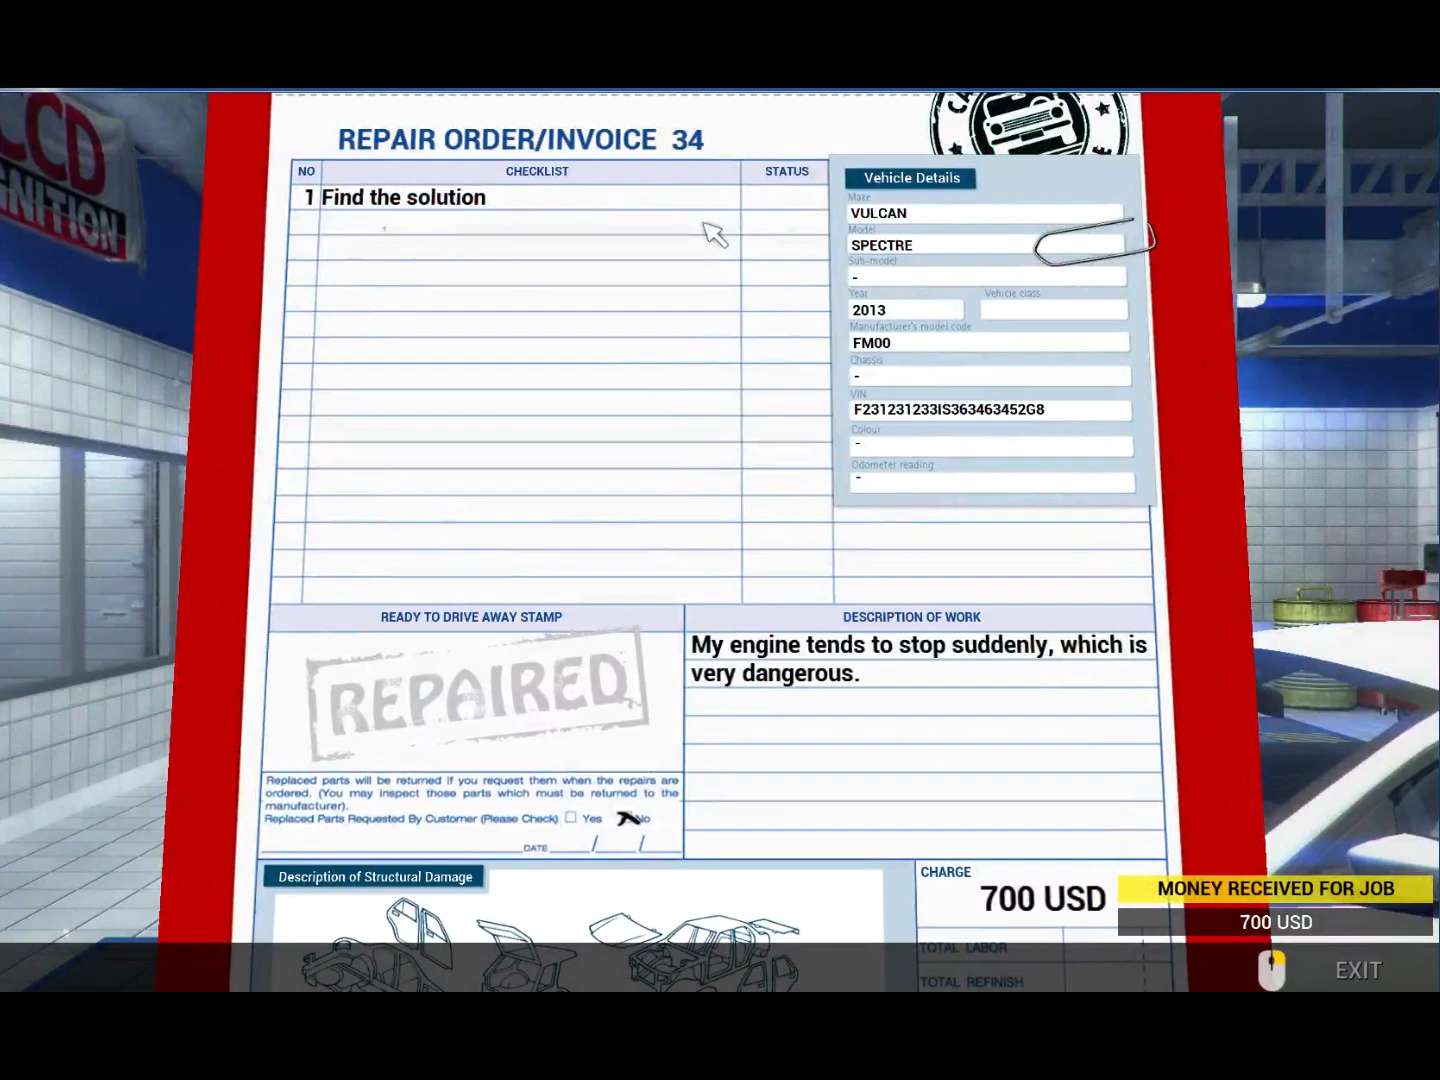 CCD
IGNITION
REPAIR ORDER/INVOICE 34
NO
CHECKLIST
STATUS
1 Find the solution
Vehicle Details
Make
VULCAN
Model
SPECTRE
Sub-model
-
Year
Vehicle class
2013
Manufacturer's model code
FM00
Chassis
-
VIN
F231231233IS363463452G8
Colour
-
Odometer reading
-
READY TO DRIVE AWAY STAMP
REPAIRED
DESCRIPTION OF WORK
My engine tends to stop suddenly, which is
very dangerous.
Replaced parts will be returned if you request them when the repairs are
ordered. (You may inspect those parts which must be returned to the
manufacturer).
Replaced Parts Requested By Customer (Please Check) Yes No
DATE / /
Description of Structural Damage
CHARGE
700 USD
TOTAL LABOR
TOTAL REFINISH
MONEY RECEIVED FOR JOB
700 USD
EXIT